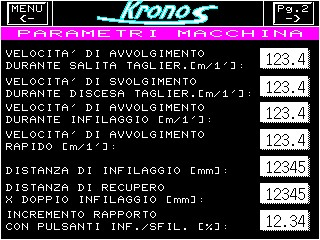 MENU
<-
Kronos
Pg.2
->
PARAMETRI MACCHINA
VELOCITA' DI AVVOLGIMENTO
DURANTE SALITA TAGLIER.[m/1']:
123.4
VELOCITA' DI SVOLGIMENTO
DURANTE DISCESA TAGLIER.[m/1']:
123.4
VELOCITA' DI AVVOLGIMENTO
DURANTE INFILAGGIO [m/1']:
123.4
VELOCITA' DI AVVOLGIMENTO
RAPIDO [m/1']:
123.4
DISTANZA DI INFILAGGIO [mm]:
12345
DISTANZA DI RECUPERO
X DOPPIO INFILAGGIO [mm]:
12345
INCREMENTO RAPPORTO
CON PULSANTI INF./SFIL. [%]:
12.34